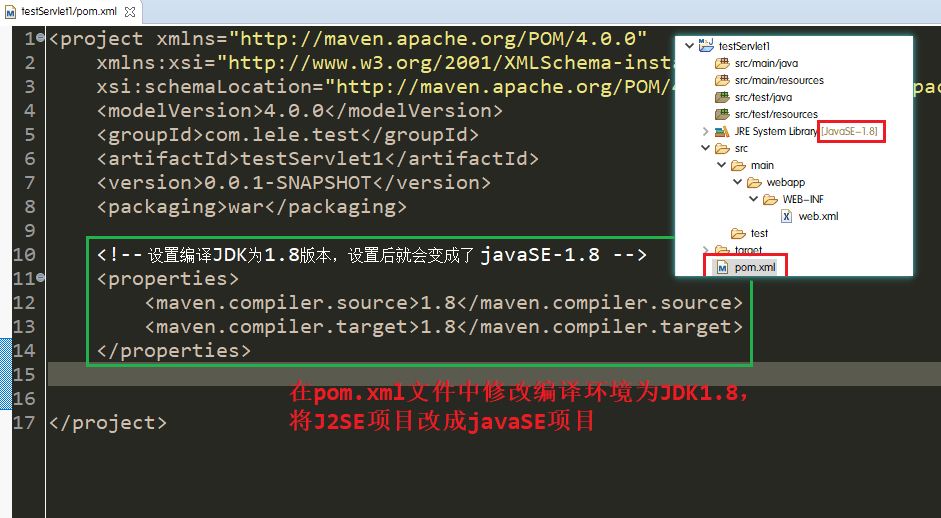 testServlet1/pom.xml
1 <project xmlns="http://maven.apache.org/POM/4.0.0"
2 xmlns:xsi="http://www.w3.org/2001/XMLSchema-insta
3 xsi:schemaLocation="http://maven.apache.org/POM/4
4 <modelVersion>4.0.0</modelVersion>
5 <groupId>com.lele.test</groupId>
6 <artifactId>testServlet1</artifactId>
7 <version>0.0.1-SNAPSHOT</version>
8 <packaging>war</packaging>
9
10 <!-- 设置编译JDK为1.8版本，设置后就会变成了 javaSE-1.8 -->
11 <properties>
12 <maven.compiler.source>1.8</maven.compiler.source>
13 <maven.compiler.target>1.8</maven.compiler.target>
14 </properties>
15
16
17 </project>
在pom.xml文件中修改编译环境为JDK1.8，
将J2SE项目改成javaSE项目
testServlet1
src/main/java
src/main/resources
src/test/java
src/test/resources
JRE System Library [JavaSE-1.8]
src
main
webapp
WEB-INF
web.xml
test
target
pom.xml